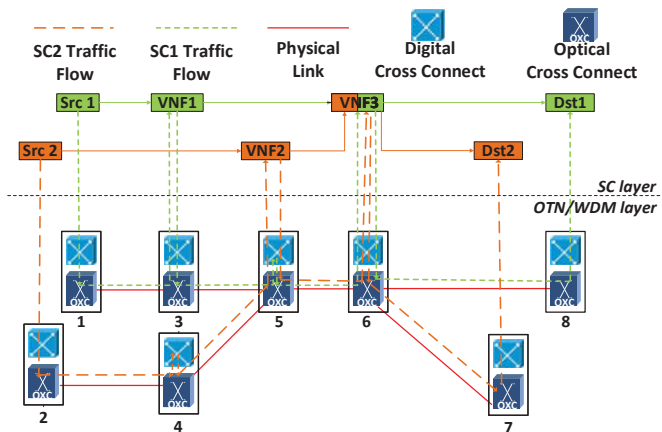 SC2 Traffic Flow
SC1 Traffic Flow
Physical Link
Digital Cross Connect
OXC
Optical Cross Connect
Src 1
VNF1
VNF3
Dst1
Src 2
VNF2
Dst2
SC layer
OTN/WDM layer
OXC
1
OXC
3
OXC
5
OXC
6
OXC
8
OXC
2
OXC
4
OXC
7